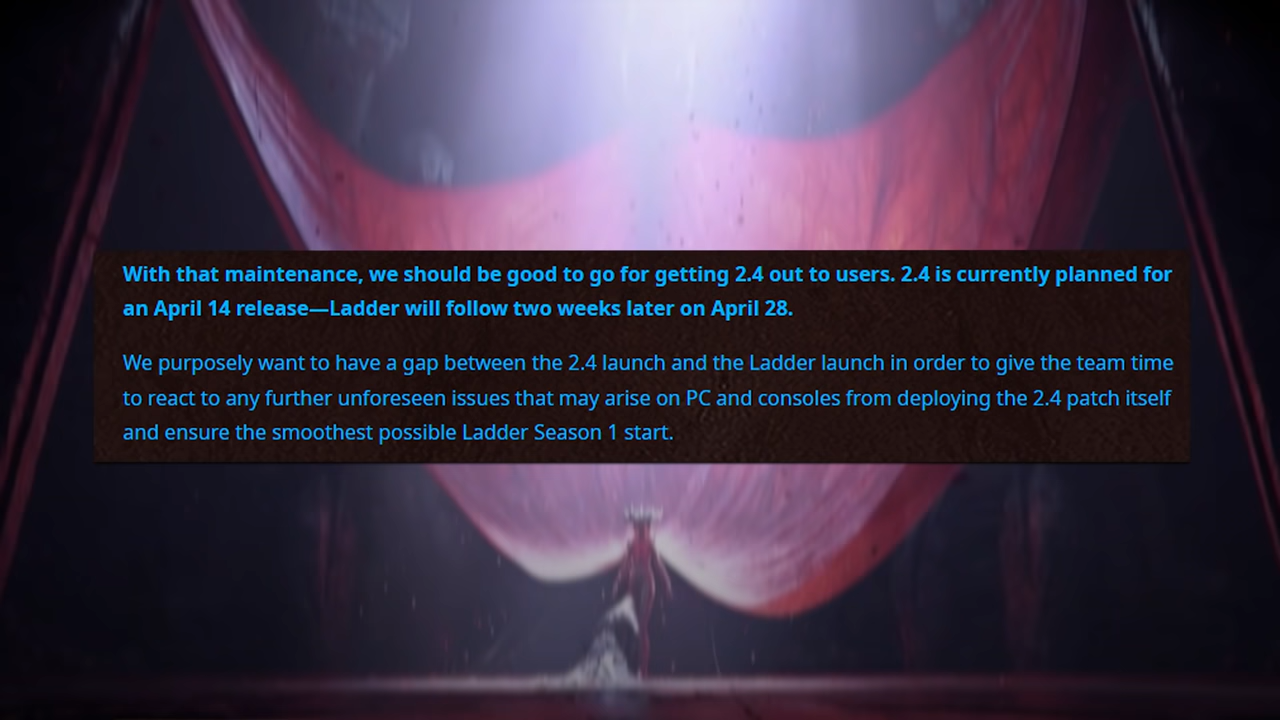 With that maintenance, we should be good to go for getting 2.4 out to users. 2.4 is currently planned for
an April 14 release—Ladder will follow two weeks later on April 28.
We purposely want to have a gap between the 2.4 launch and the Ladder launch in order to give the team time
to react to any further unforeseen issues that may arise on PC and consoles from deploying the 2.4 patch itself
and ensure the smoothest possible Ladder Season 1 start.